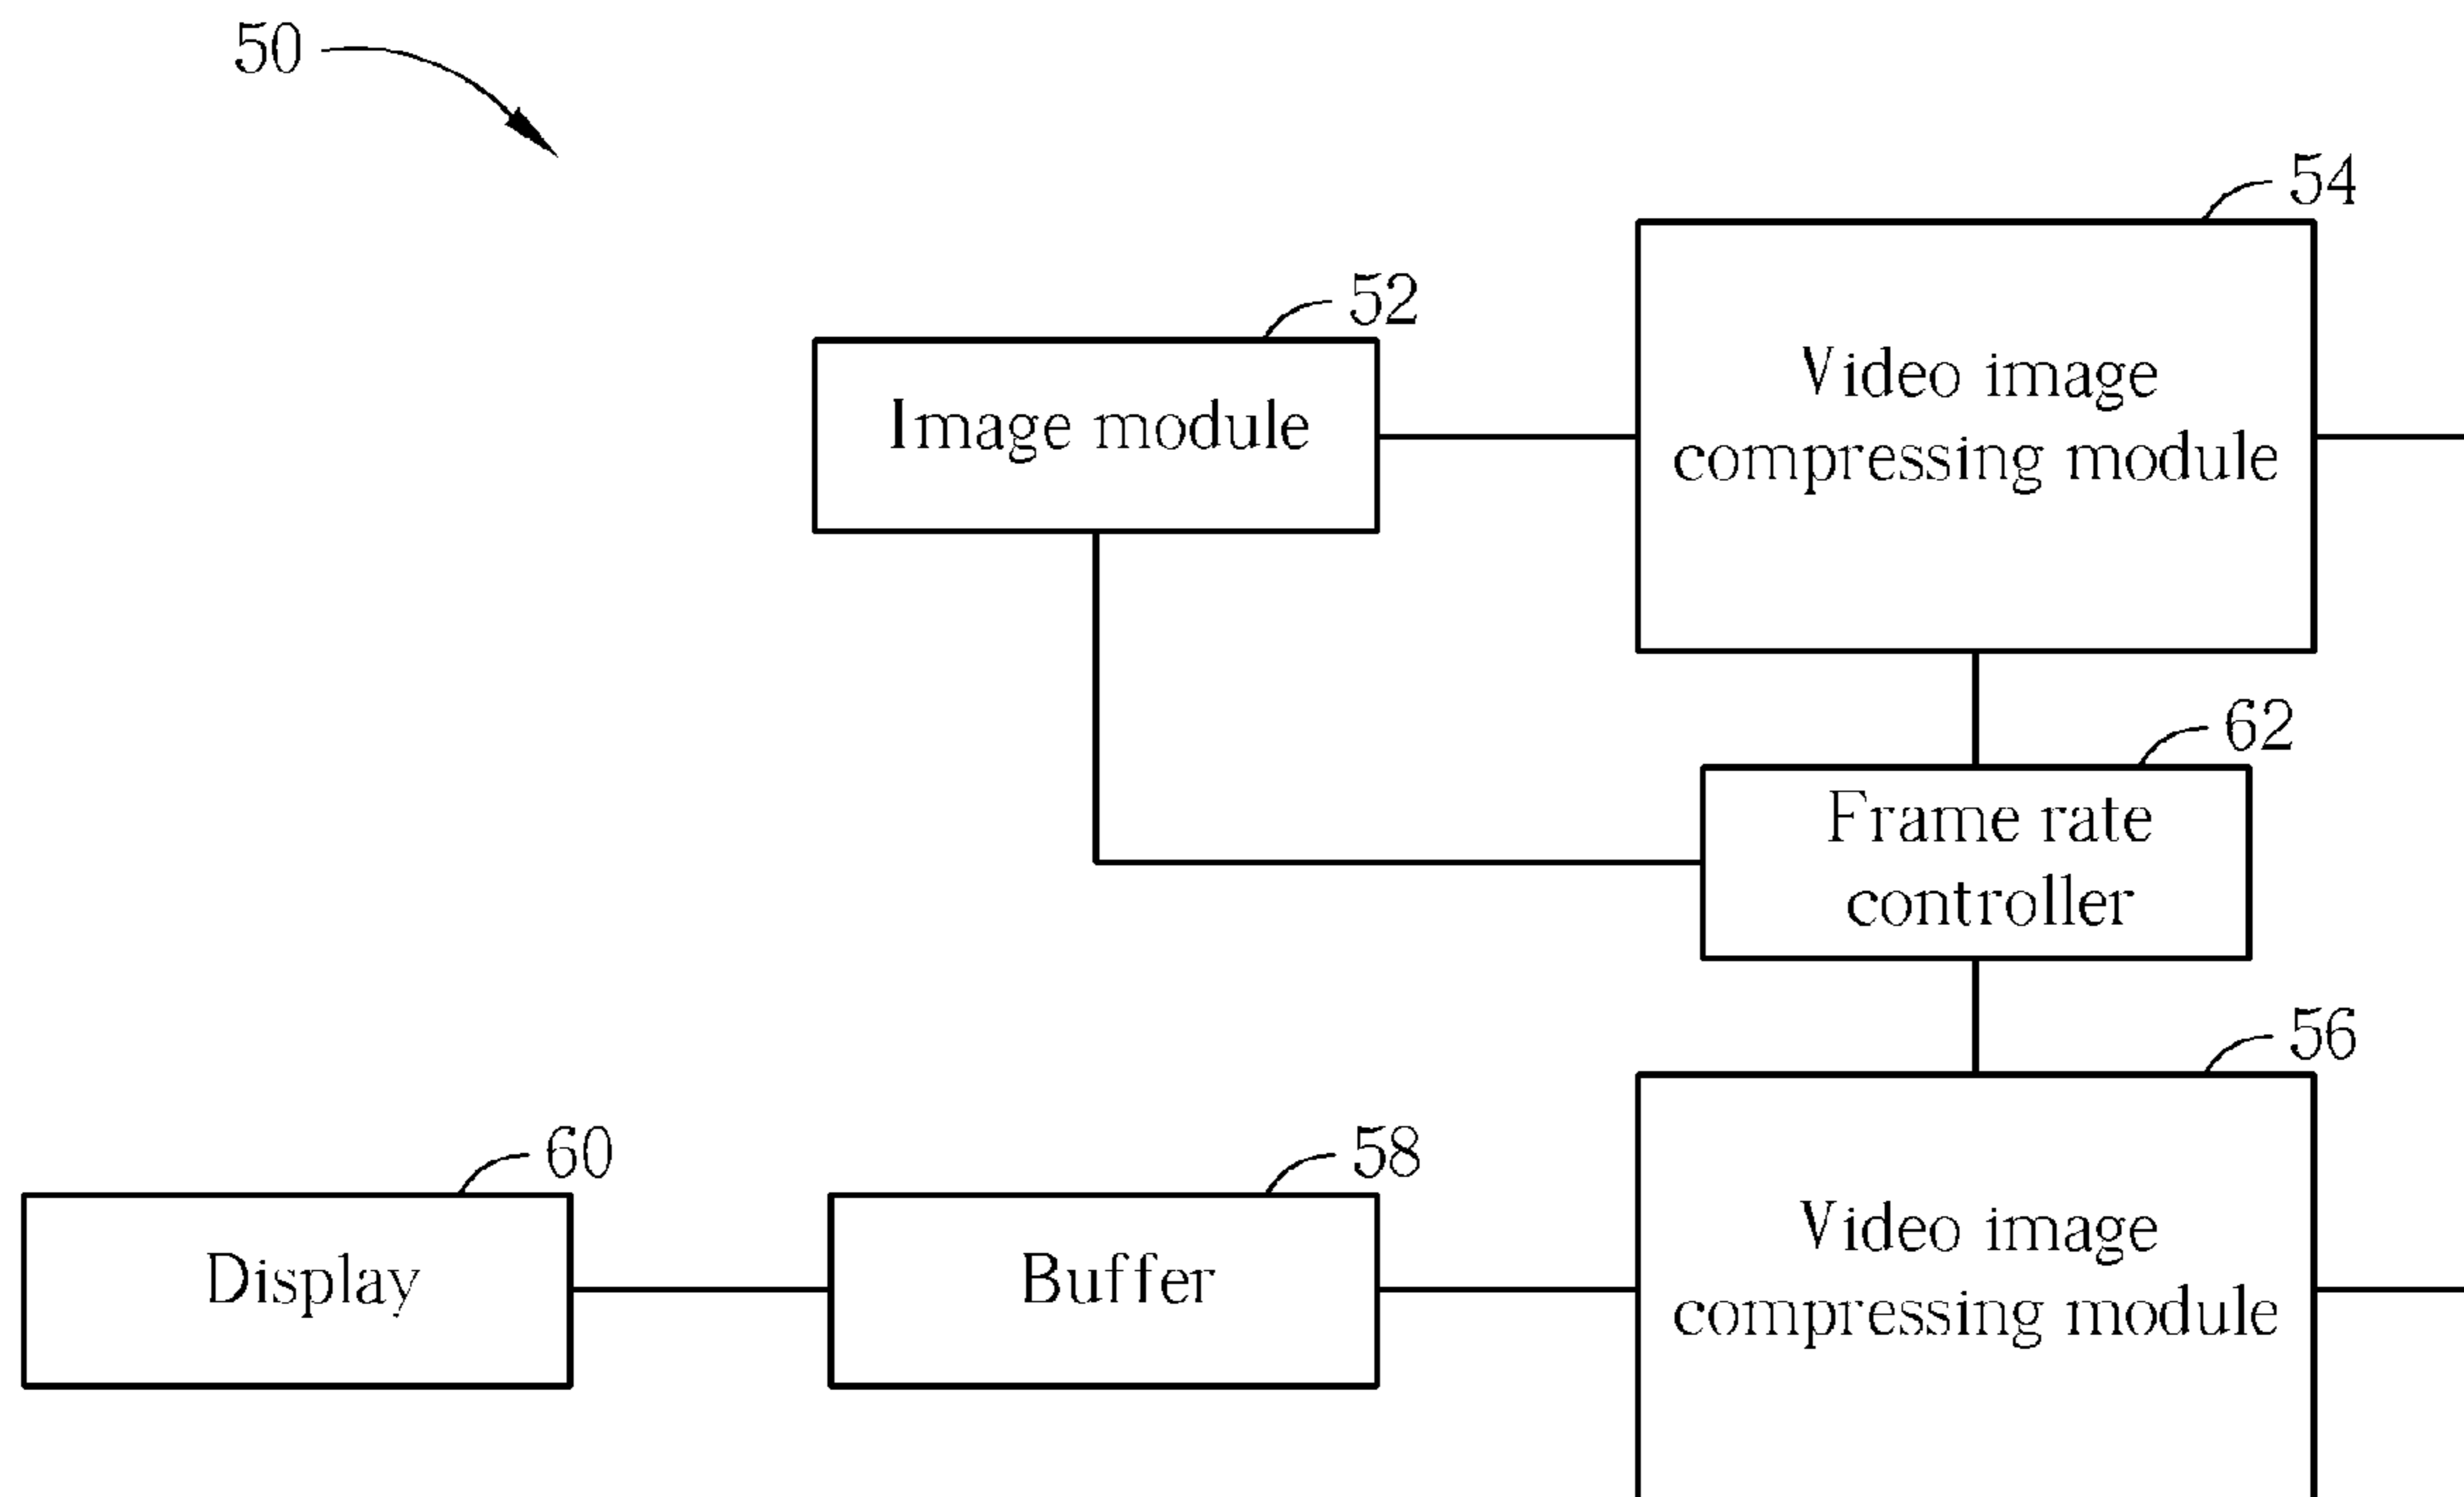 50
54
52
Video image
compressing module
Image module
62
Frame rate
controller
56
60
58
Video image
compressing module
Display
Buffer